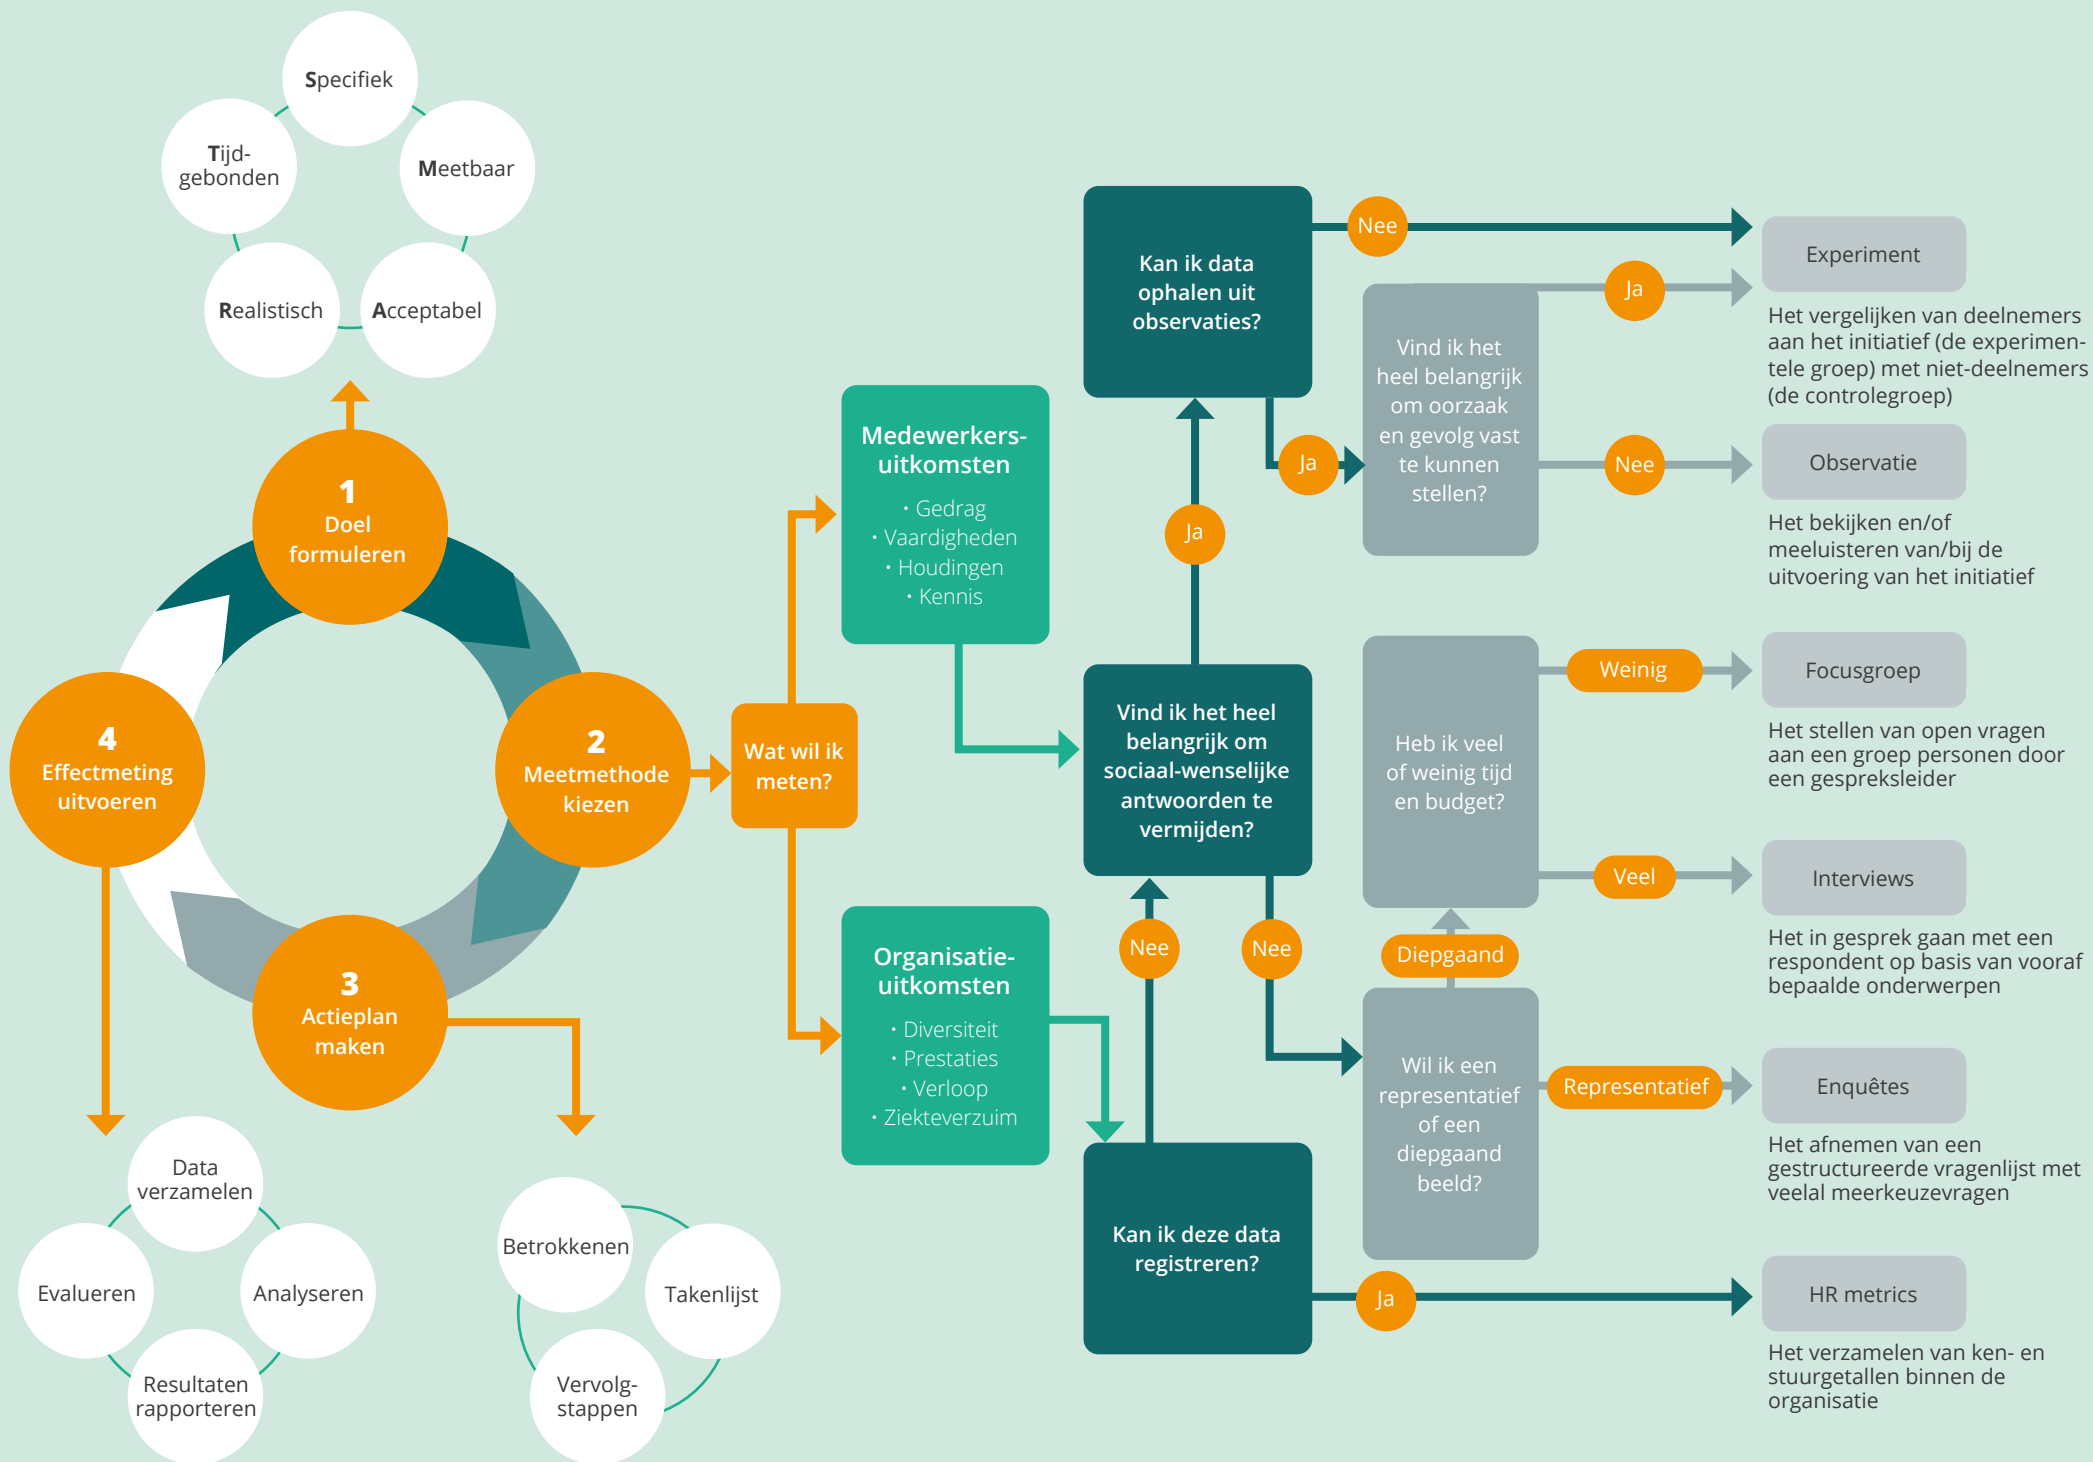 Specifiek
Meetbaar
Acceptabel
Realistisch
Tijd-
gebonden
1
Doel
formuleren
2
Meetmethode
kiezen
3
Actieplan
maken
4
Effectmeting
uitvoeren
Data
verzamelen
Analyseren
Resultaten
rapporteren
Evalueren
Betrokkenen
Takenlijst
Vervolg-
stappen
Wat wil ik
meten?
Medewerkers-
uitkomsten
• Gedrag
• Vaardigheden
• Houdingen
• Kennis
Organisatie-
uitkomsten
• Diversiteit
• Prestaties
• Verloop
• Ziekteverzuim
Kan ik data
ophalen uit
observaties?
Nee
Ja
Ja
Vind ik het heel
belangrijk om
sociaal-wenselijke
antwoorden te
vermijden?
Nee
Nee
Kan ik deze data
registreren?
Ja
Vind ik het
heel belangrijk
om oorzaak
en gevolg vast
te kunnen
stellen?
Ja
Nee
Heb ik veel
of weinig tijd
en budget?
Weinig
Veel
Diepgaand
Wil ik een
representatief
of een
diepgaand
beeld?
Representatief
Experiment
Het vergelijken van deelnemers
aan het initiatief (de experimen-
tele groep) met niet-deelnemers
(de controlegroep)
Observatie
Het bekijken en/of
meeluisteren van/bij de
uitvoering van het initiatief
Focusgroep
Het stellen van open vragen
aan een groep personen door
een gespreksleider
Interviews
Het in gesprek gaan met een
respondent op basis van vooraf
bepaalde onderwerpen
Enquêtes
Het afnemen van een
gestructureerde vragenlijst met
veelal meerkeuzevragen
HR metrics
Het verzamelen van ken- en
stuurgetallen binnen de
organisatie